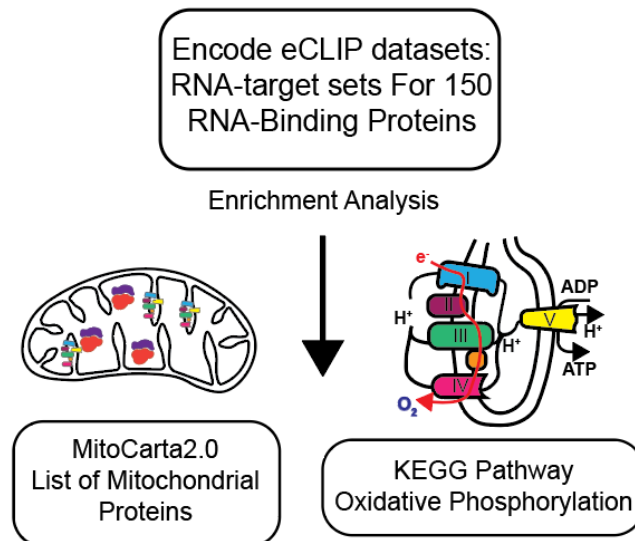 Encode eCLIP datasets:
RNA-target sets For 150
RNA-Binding Proteins
Enrichment Analysis
e-
I
II
III
IV
V
H+
H+
ADP
H+
ATP
O2
MitoCarta2.0
List of Mitochondrial
Proteins
KEGG Pathway
Oxidative Phosphorylation